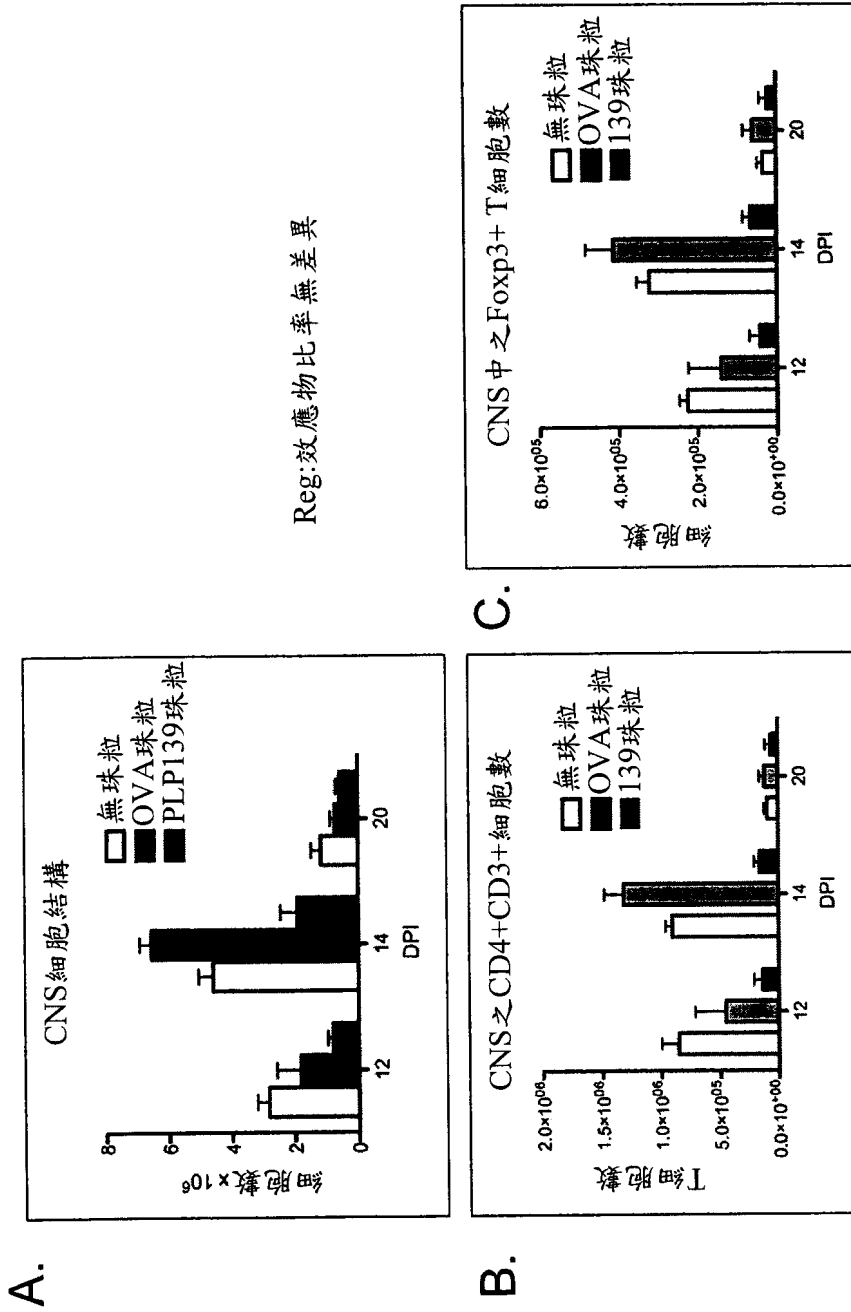 A.
CNS細胞結構
細胞數×10⁶
8
6
4
2
0
無珠粒
OVA珠粒
PLP139珠粒
12
14
20
DPI
Reg:效應物比率無差異
B.
CNS之CD4+CD3+細胞數
T細胞數
2.0×10⁰⁶
1.5×10⁰⁶
1.0×10⁰⁶
5.0×10⁰⁵
0.0×10⁺⁰⁰
無珠粒
OVA珠粒
139珠粒
12
14
20
DPI
C.
CNS中之Foxp3+ T細胞數
細胞數
6.0×10⁰⁵
4.0×10⁰⁵
2.0×10⁰⁵
0.0×10⁺⁰⁰
無珠粒
OVA珠粒
139珠粒
12
14
20
DPI